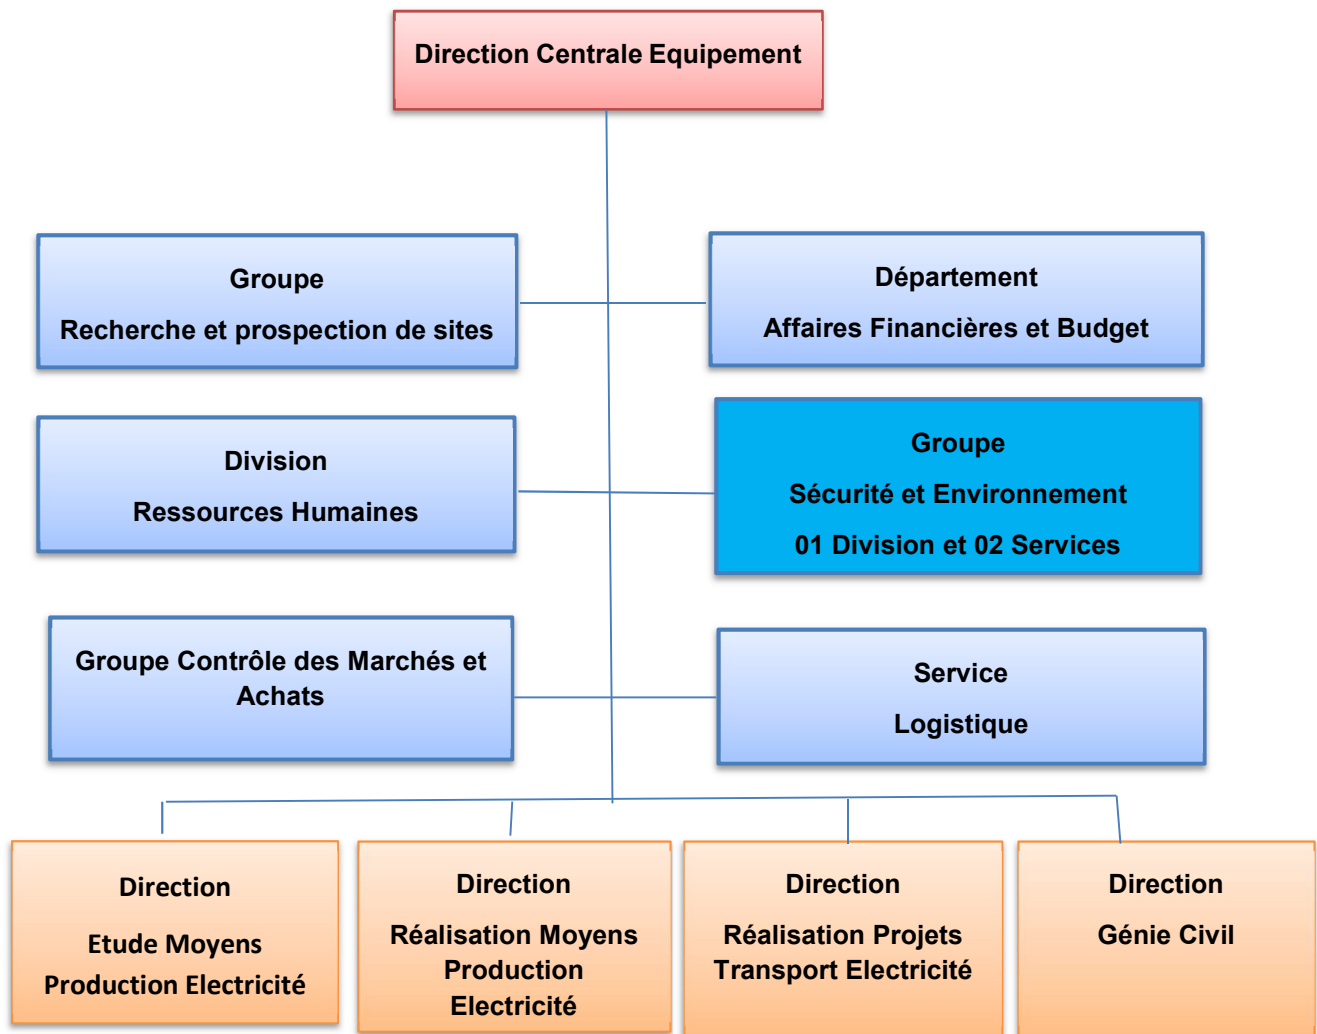 Direction Centrale Equipement
Groupe
Recherche et prospection de sites
Département
Affaires Financières et Budget
Division
Ressources Humaines
Groupe
Sécurité et Environnement
01 Division et 02 Services
Groupe Contrôle des Marchés et
Achats
Service
Logistique
Direction
Etude Moyens
Production Electricité
Direction
Réalisation Moyens
Production
Electricité
Direction
Réalisation Projets
Transport Electricité
Direction
Génie Civil